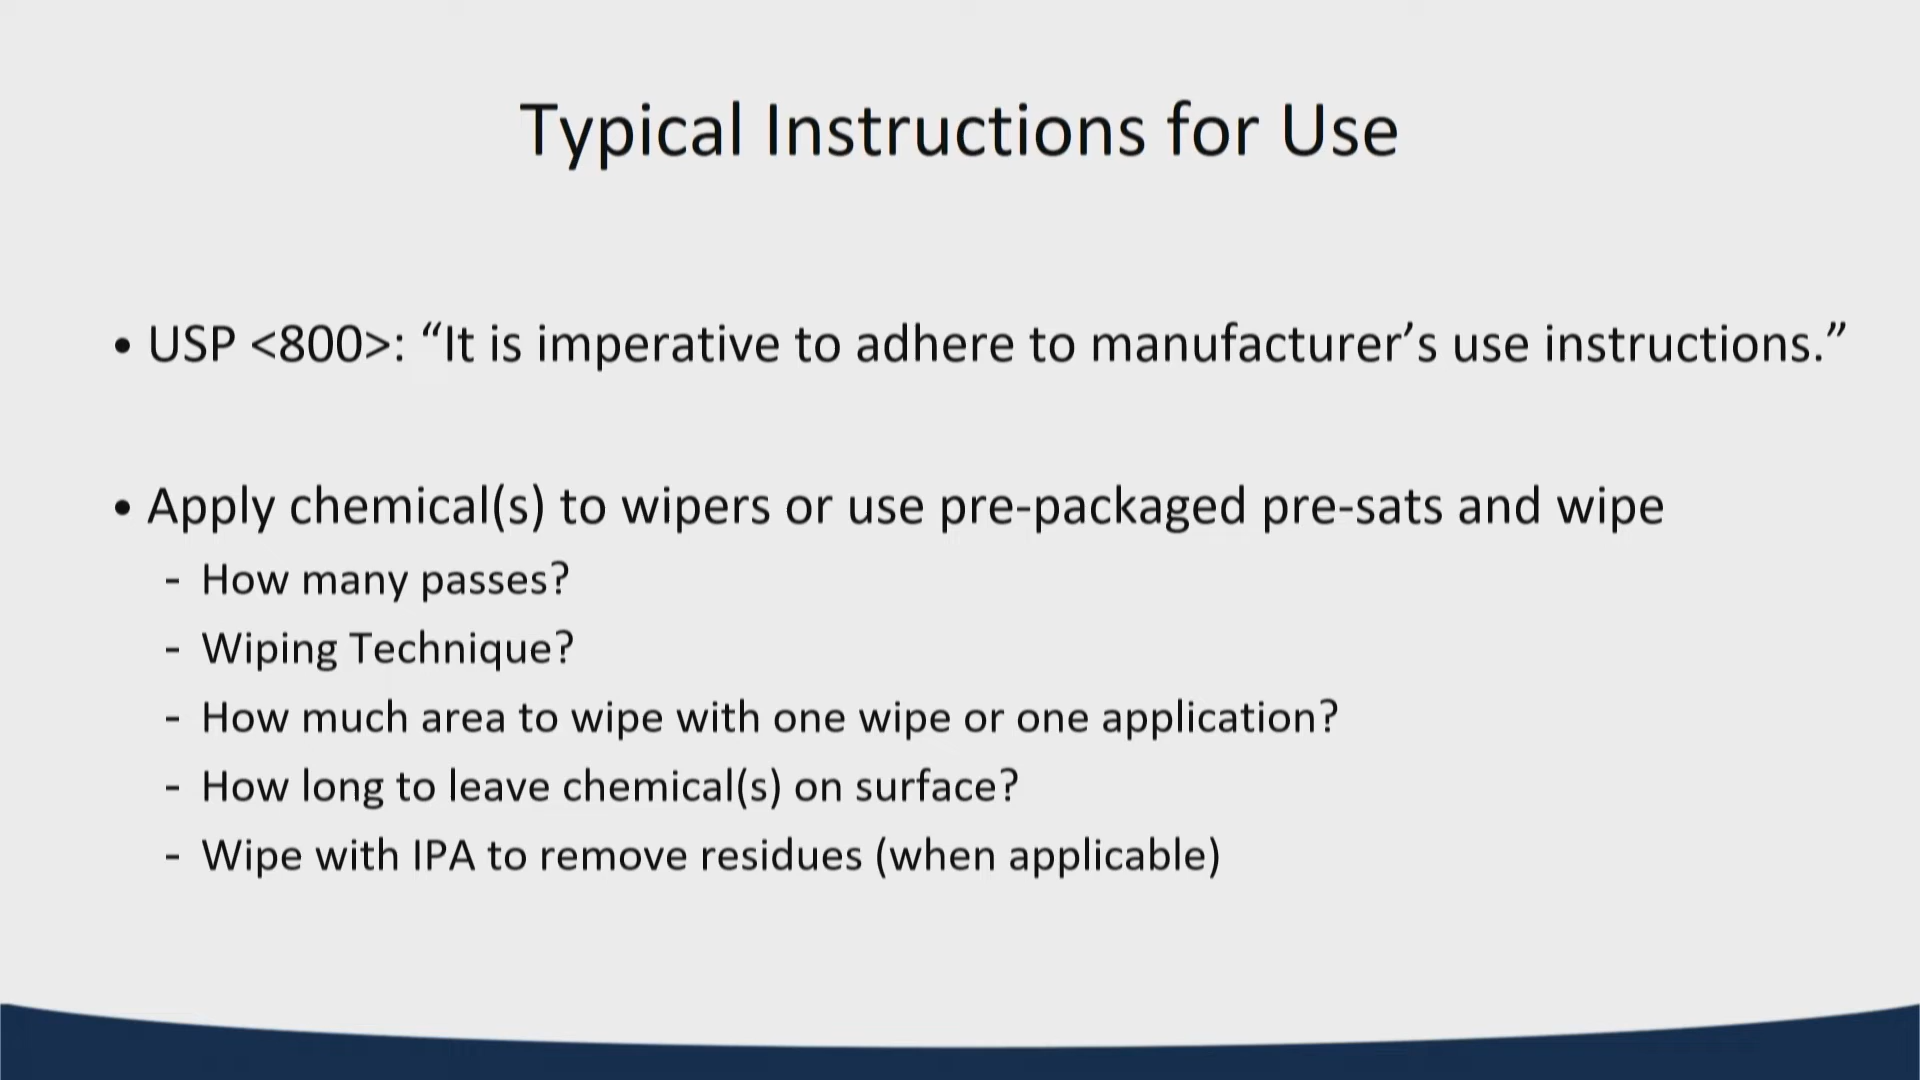 Typical Instructions for Use
• USP <800>: “It is imperative to adhere to manufacturer’s use instructions.”
• Apply chemical(s) to wipers or use pre-packaged pre-sats and wipe
- How many passes?
- Wiping Technique?
- How much area to wipe with one wipe or one application?
- How long to leave chemical(s) on surface?
- Wipe with IPA to remove residues (when applicable)